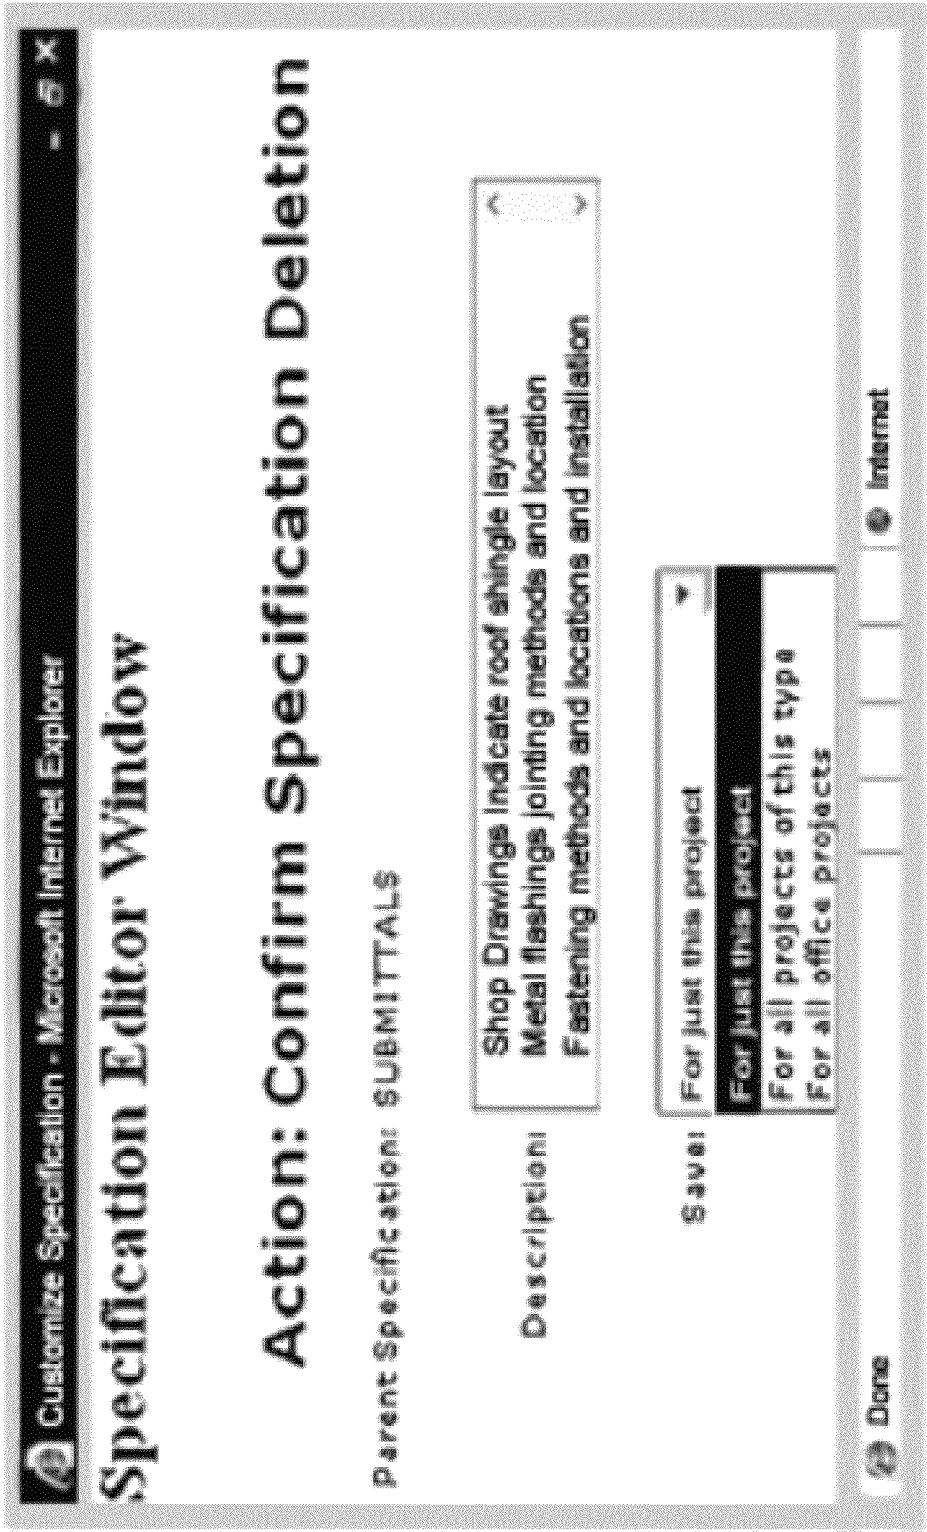 Customize Specification - Microsoft Internet Explorer
Specification Editor Window
Action: Confirm Specification Deletion
Parent Specification: SUBMITTALS
Description:
Shop Drawings Indicate roof shingle layout
Metal flashings jointing methods and location
Fastening methods and locations and installation
Save:
For just this project
For just this project
For all projects of this type
For all office projects
Done
Internet